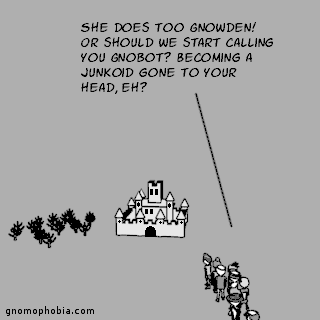 SHE DOES TOO GNOWDEN!
OR SHOULD WE START CALLING
YOU GNOBOT? BECOMING A
JUNKOID GONE TO YOUR
HEAD, EH?
gnomophobia.com